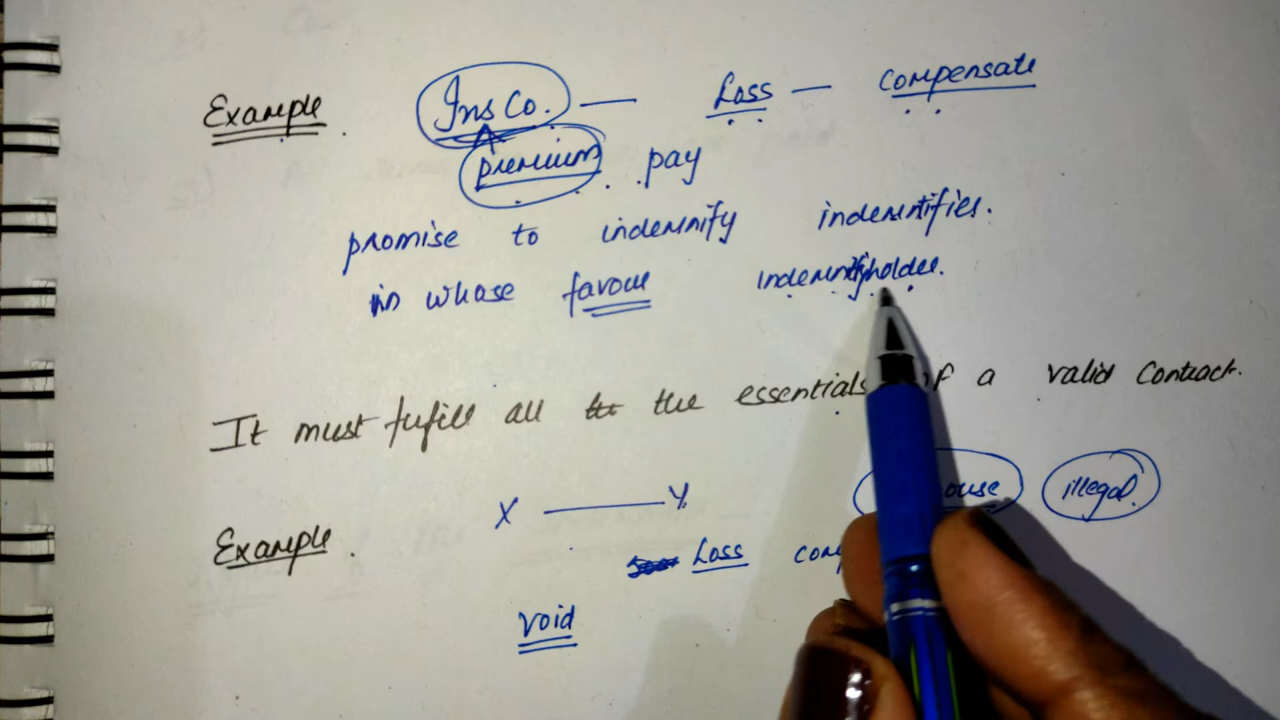 Example. Ins Co. — Loss — compensate
premium pay
promise to indemnify indemnifies.
in whose favour indemnityholder.
It must fulfill all the essentials of a valid Contract.
X — Y. illegal.
Example. Loss
void